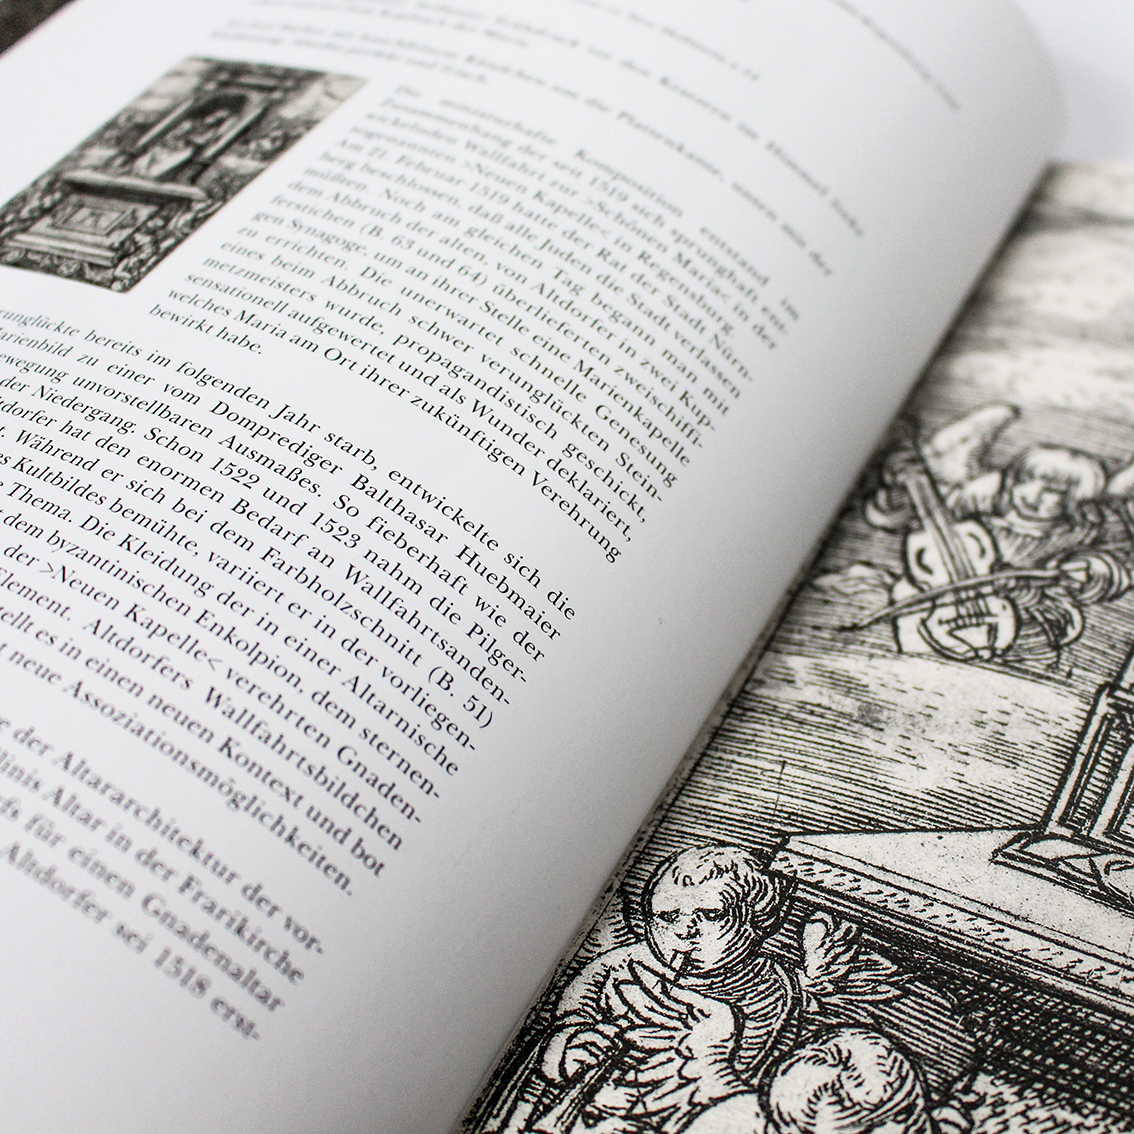 Die miniaturhafte Komposition entstand im
Zusammenhang der seit 1519 sich sprunghaft ent-
wickelnden Wallfahrt zur >Schönen Maria< in der
sogenannten >Neuen Kapelle< in Regensburg.
Am 21. Februar 1519 hatte der Rat der Stadt Nürn-
berg beschlossen, daß alle Juden die Stadt verlassen
müßten. Noch am gleichen Tag begann man mit
dem Abbruch der alten, von Altdorfer in zwei Kup-
ferstichen (B. 63 und 64) überlieferten zweischiffi-
gen Synagoge, um an ihrer Stelle eine Marienkapelle
zu errichten. Die unerwartet schnelle Genesung
eines beim Abbruch schwer verunglückten Stein-
metzmeisters wurde, propagandistisch geschickt,
sensationell aufgewertet und als Wunder deklariert,
welches Maria am Ort ihrer zukünftigen Verehrung
bewirkt habe.
bereits im folgenden Jahr starb, entwickelte sich die
zu einer vom Domprediger Balthasar Huebmaier
unvorstellbaren Ausmaßes. So fieberhaft wie der
der Niedergang. Schon 1522 und 1523 nahm die Pilger-
hat den enormen Bedarf an Wallfahrtsanden-
Während er sich bei dem Farbholzschnitt (B. 51)
Kultbildes bemühte, variiert er in der vorliegen-
Thema. Die Kleidung der in einer Altarnische
dem byzantinischen Enkolpion, dem sternen-
der >Neuen Kapelle< verehrten Gnaden-
Element. Altdorfers Wallfahrtsbildchen
es in einen neuen Kontext und bot
neue Assoziationsmöglichkeiten.
der Altararchitektur der vor-
Altar in der Frarikirche
für einen Gnadenaltar
Altdorfer sei 1518 erst-